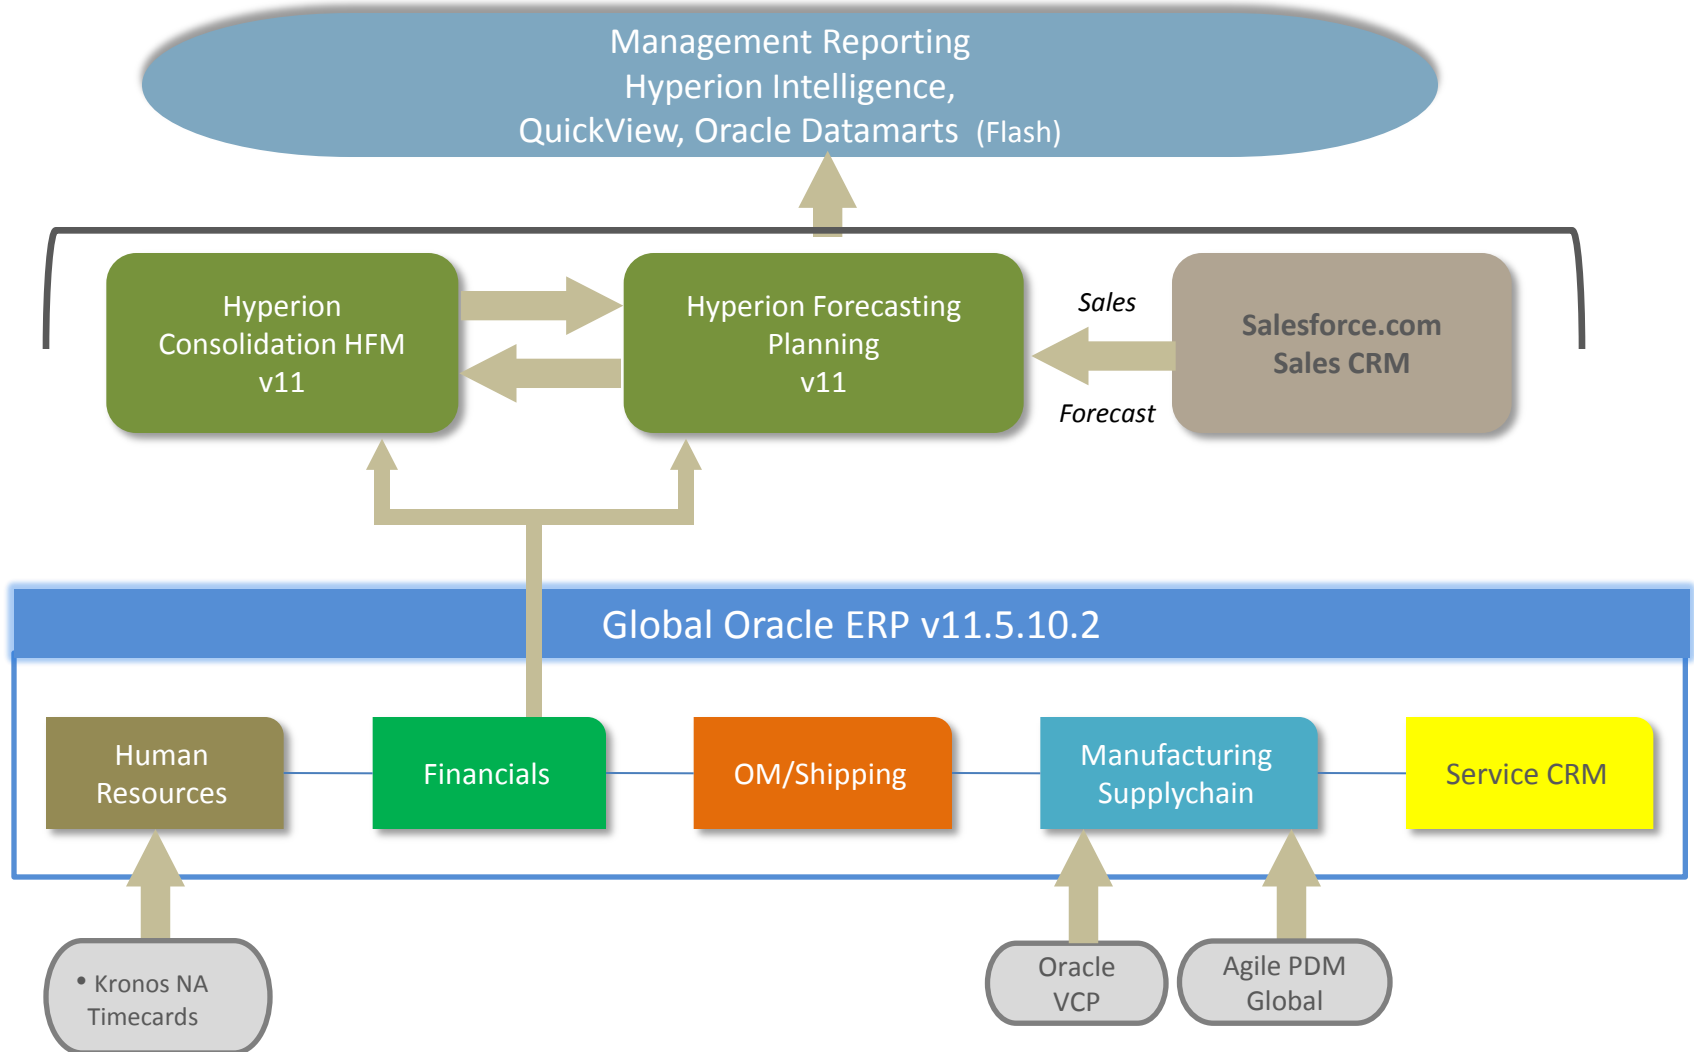 Management Reporting
Hyperion Intelligence,
QuickView, Oracle Datamarts (Flash)
Hyperion
Consolidation HFM
v11
Hyperion Forecasting
Planning
v11
Sales
Forecast
Salesforce.com
Sales CRM
Global Oracle ERP v11.5.10.2
Human
Resources
Financials
OM/Shipping
Manufacturing
Supplychain
Service CRM
• Kronos NA
Timecards
Oracle
VCP
Agile PDM
Global